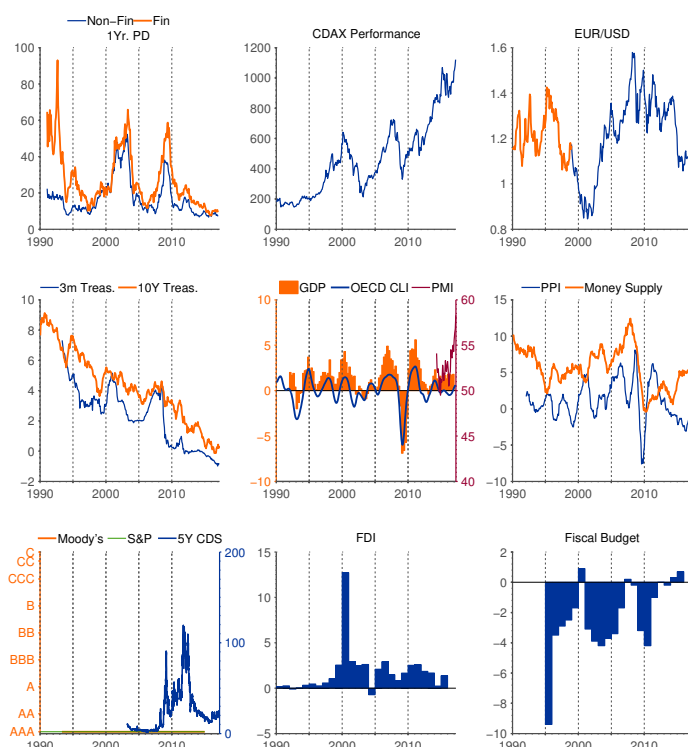 Non−Fin Fin
1Yr. PD
100
80
60
40
20
0
1990 2000 2010
CDAX Performance
1200
1000
800
600
400
200
0
1990 2000 2010
EUR/USD
1.6
1.4
1.2
1
0.8
1990 2000 2010
3m Treas. 10Y Treas.
10
8
6
4
2
0
−2
1990 2000 2010
GDP OECD CLI PMI
10 60
5 55
0 50
−5 45
−10 40
1990 2000 2010
PPI Money Supply
15
10
5
0
−5
−10
1990 2000 2010
Moody's S&P 5Y CDS
C 200
CC
CCC
B 100
BB
BBB
A
AA
AAA 0
1990 2000 2010
FDI
15
10
5
0
−5
1990 2000 2010
Fiscal Budget
2
0
−2
−4
−6
−8
−10
1990 2000 2010